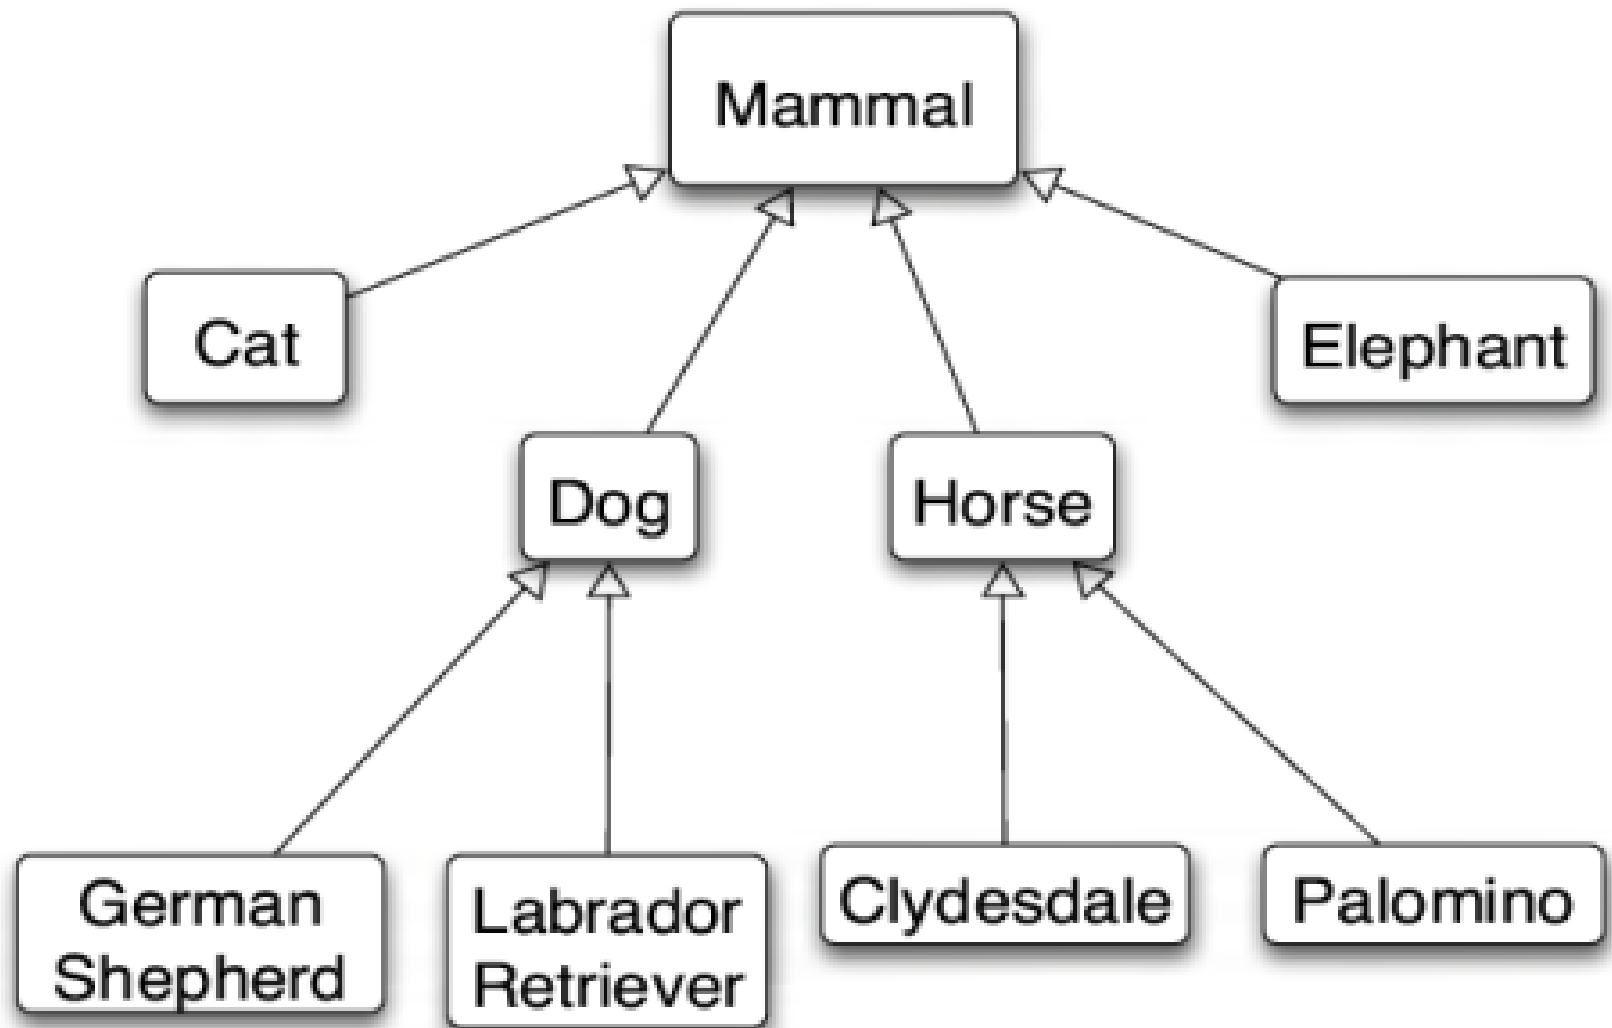 Mammal
Cat
Elephant
Dog
Horse
German
Shepherd
Labrador
Retriever
Clydesdale
Palomino